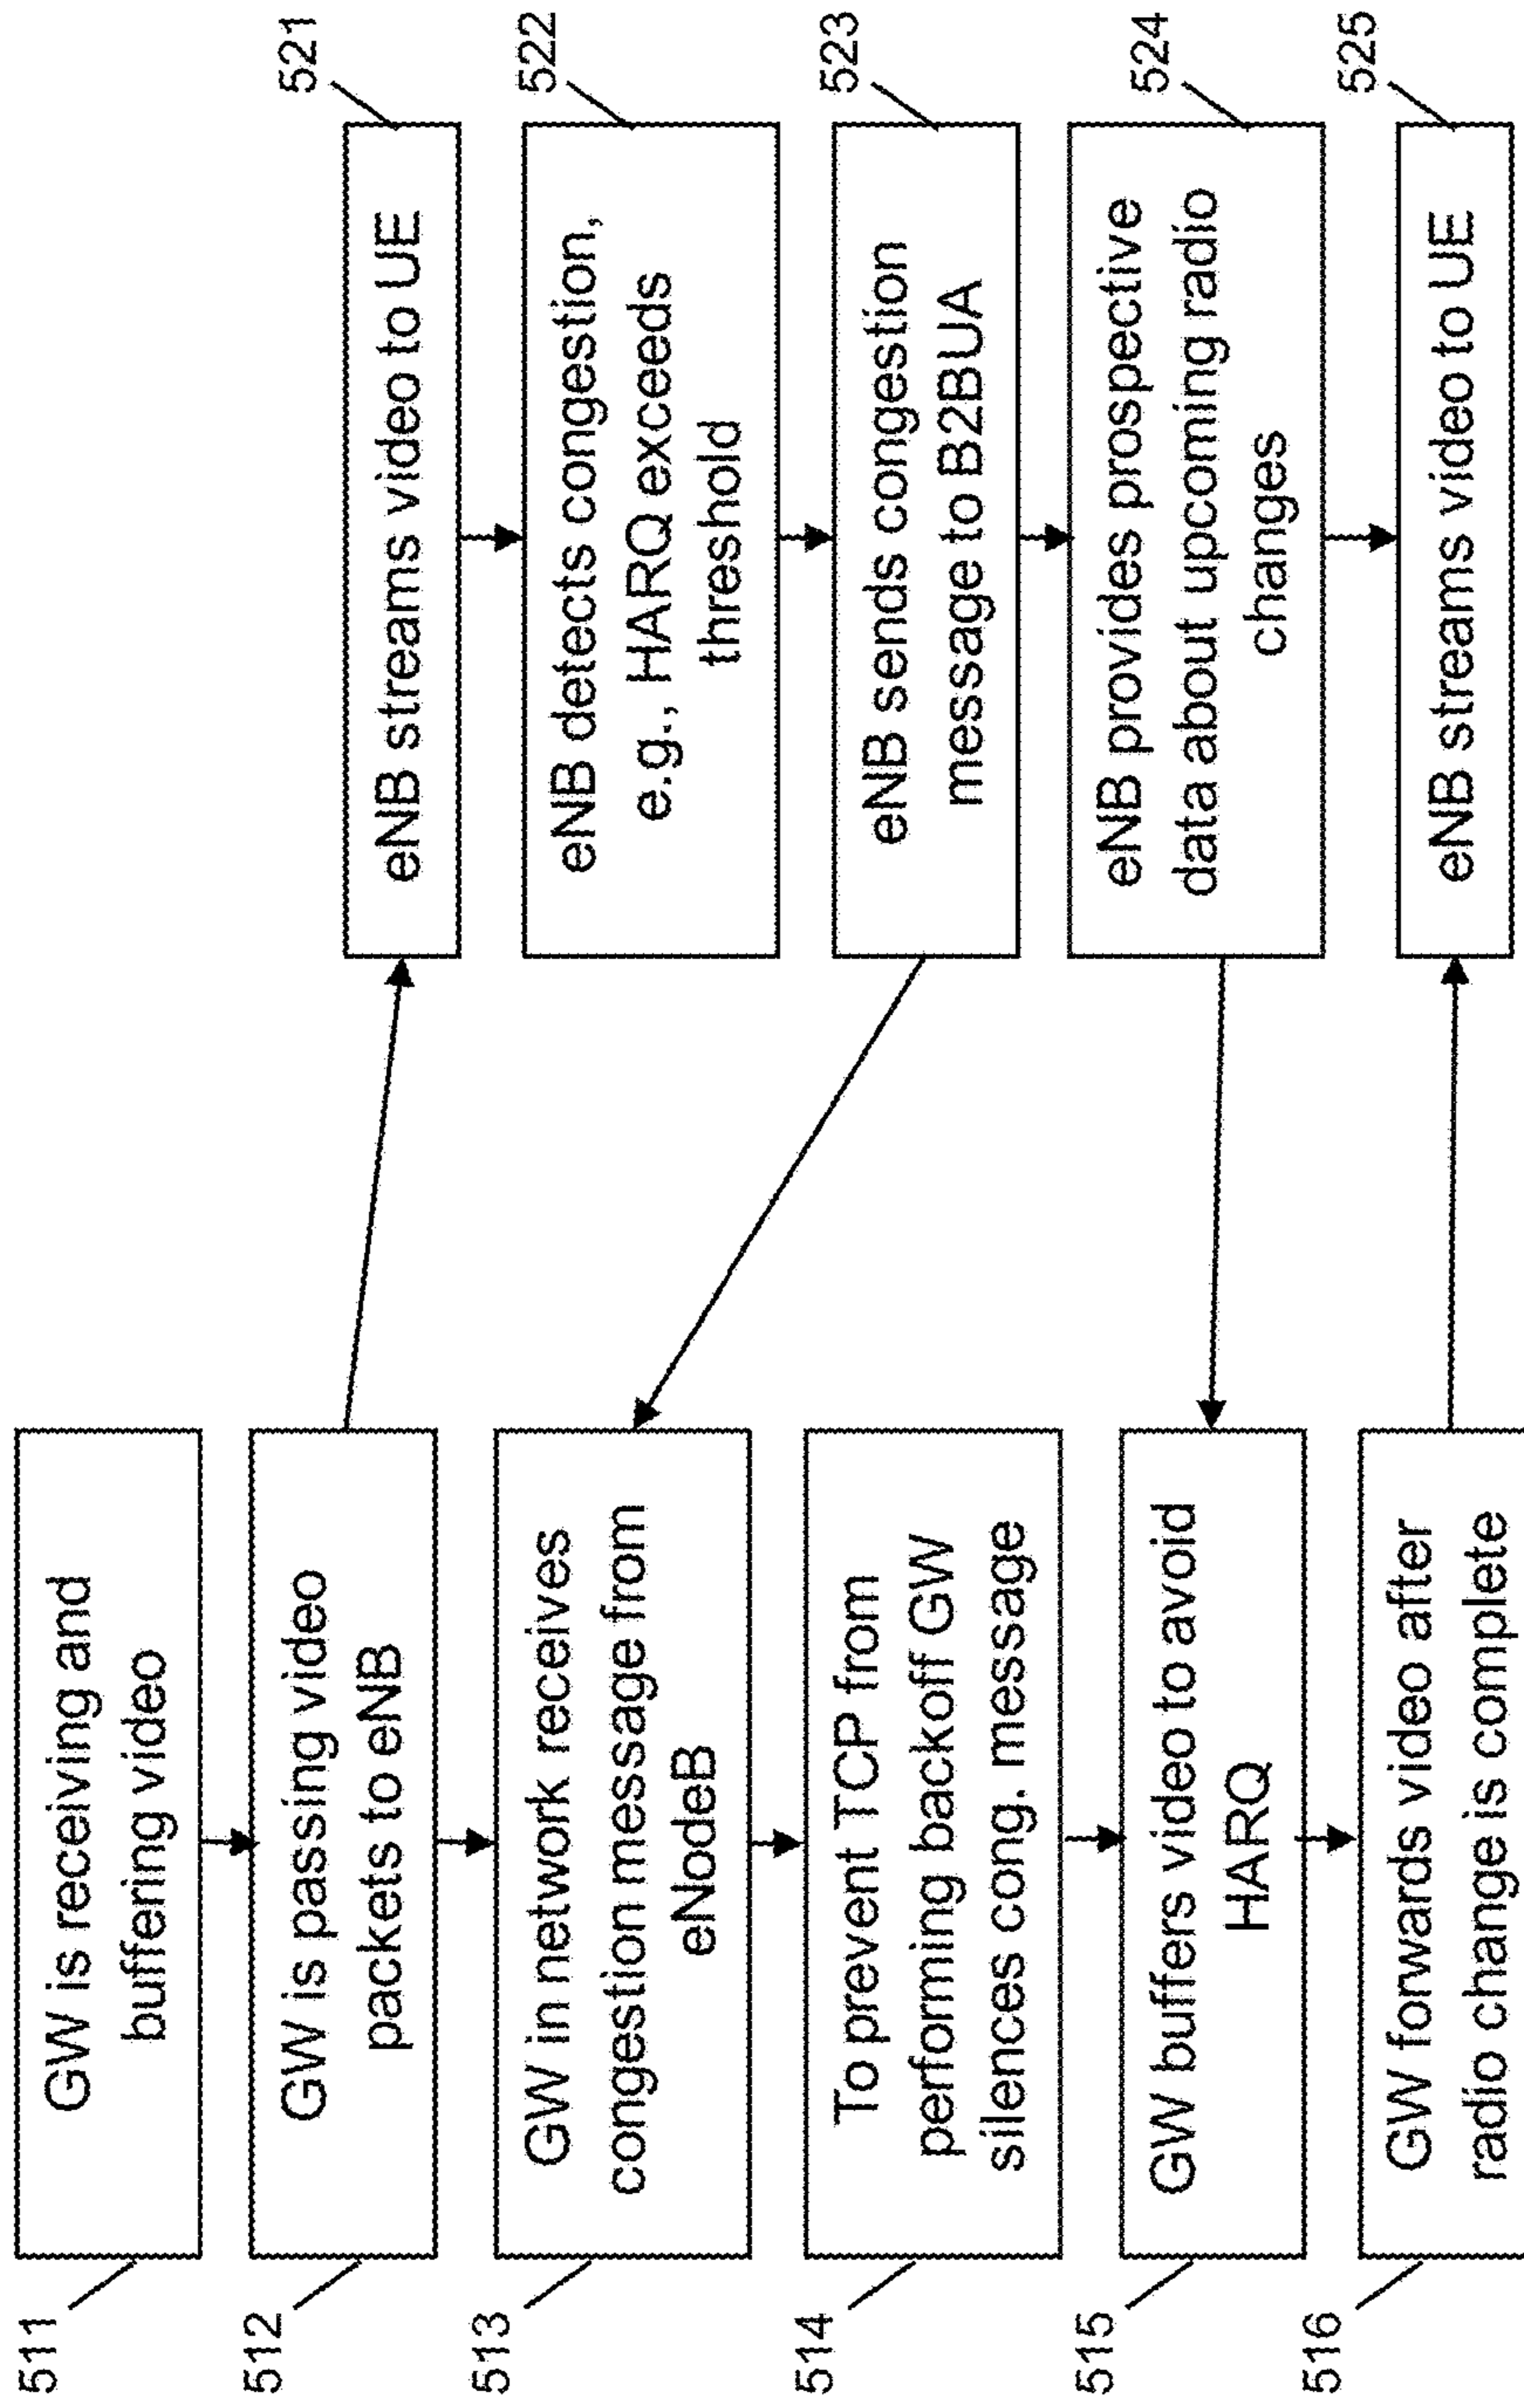 511
GW is receiving and
buffering video
512
GW is passing video
packets to eNB
513
GW in network receives
congestion message from
eNodeB
514
To prevent TCP from
performing backoff GW
silences cong. message
515
GW buffers video to avoid
HARQ
516
GW forwards video after
radio change is complete
521
eNB streams video to UE
522
eNB detects congestion,
e.g., HARQ exceeds
threshold
523
eNB sends congestion
message to B2BUA
524
eNB provides prospective
data about upcoming radio
changes
525
eNB streams video to UE